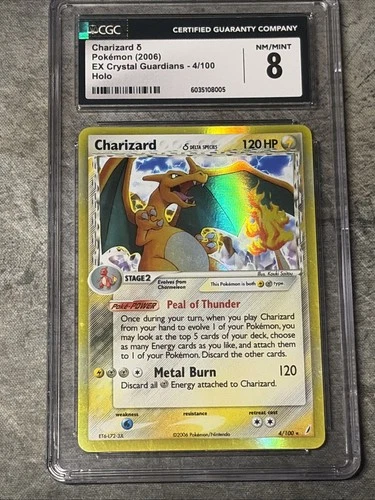 CGC
CERTIFIED GUARANTY COMPANY
Charizard δ
Pokémon (2006)
EX Crystal Guardians - 4/100
Holo
NM/MINT
8
6035108005
Charizard
δ DELTA SPECIES
120 HP
Illus. Kouki Saitou
STAGE 2
Evolves from
Charmeleon
This Pokémon is both
type.
POKé-POWER Peal of Thunder
Once during your turn, when you play Charizard
from your hand to evolve 1 of your Pokémon, you
may look at the top 5 cards of your deck, choose
as many Energy cards as you like, and attach them
to 1 of your Pokémon. Discard the other cards.
Metal Burn 120
Discard all Energy attached to Charizard.
weakness
resistance
retreat cost
©2006 Pokémon/Nintendo
4/100